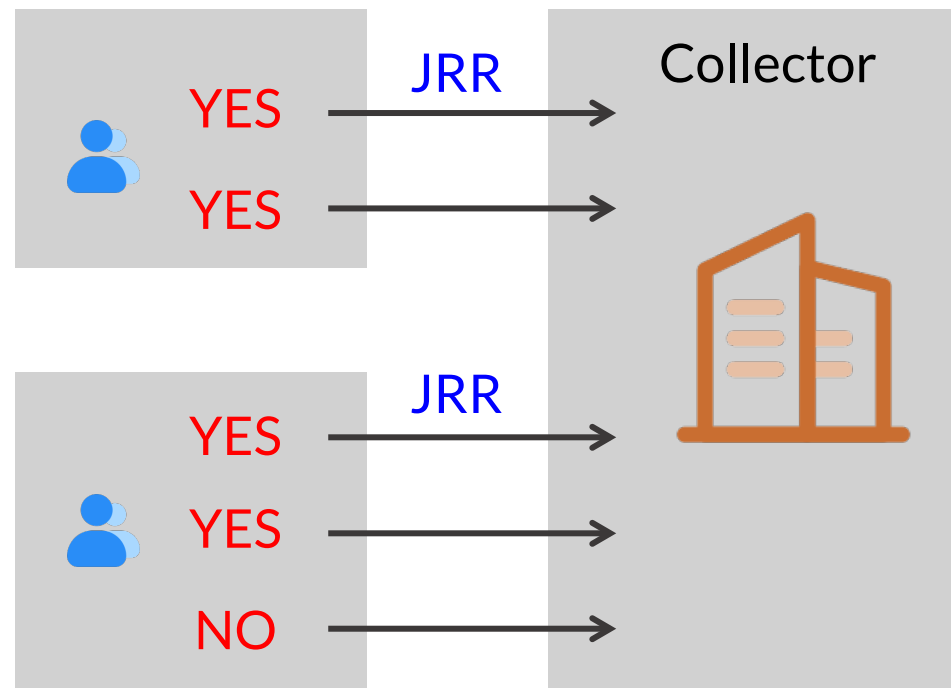 JRR
Collector
YES
YES
JRR
YES
YES
NO